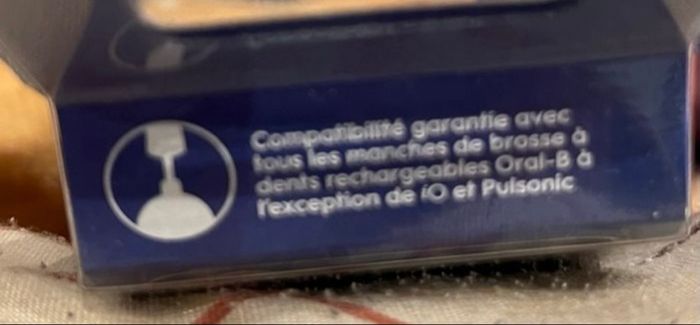 Compatibilité garantie avec
tous les manches de brosse à
dents rechargeables Oral-B à
l'exception de iO et Pulsonic